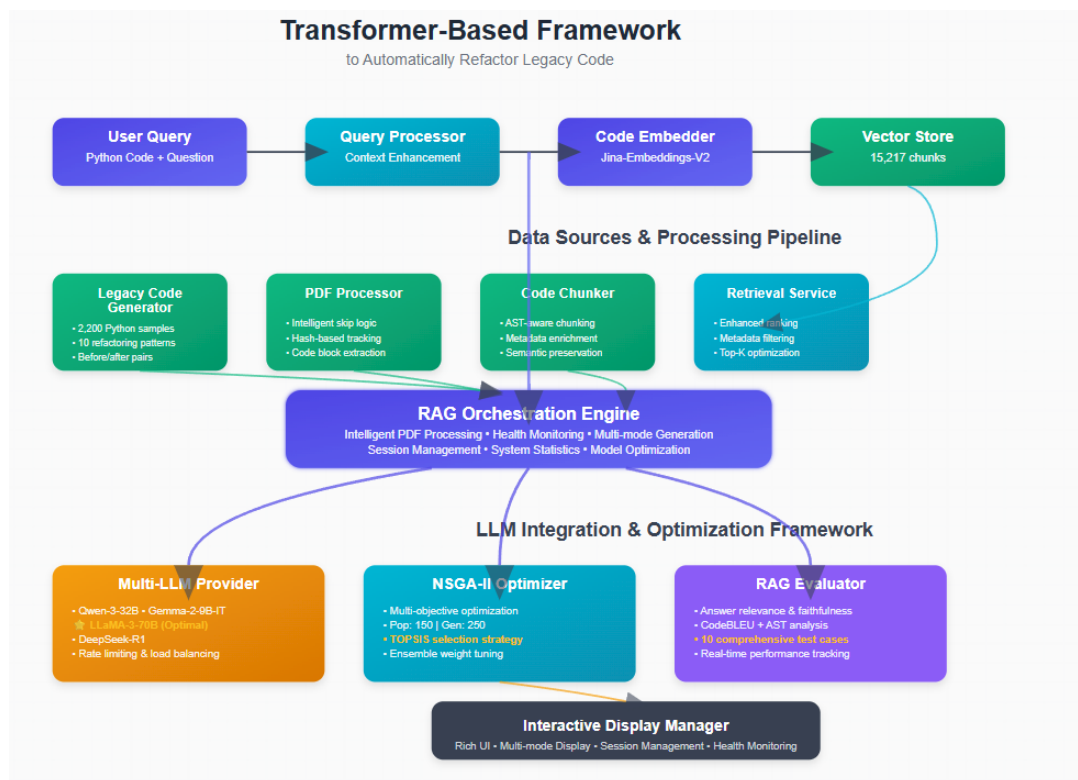 Transformer-Based Framework
to Automatically Refactor Legacy Code
User Query
Python Code + Question
Query Processor
Context Enhancement
Code Embedder
Jina-Embeddings-V2
Vector Store
15,217 chunks
Data Sources & Processing Pipeline
Legacy Code
Generator
• 2,200 Python samples
• 10 refactoring patterns
• Before/after pairs
PDF Processor
• Intelligent skip logic
• Hash-based tracking
• Code block extraction
Code Chunker
• AST-aware chunking
• Metadata enrichment
• Semantic preservation
Retrieval Service
• Enhanced ranking
• Metadata filtering
• Top-K optimization
RAG Orchestration Engine
Intelligent PDF Processing • Health Monitoring • Multi-mode Generation
Session Management • System Statistics • Model Optimization
LLM Integration & Optimization Framework
Multi-LLM Provider
• Qwen-3-32B • Gemma-2-9B-IT
⭐ LLaMA-3-70B (Optimal)
• DeepSeek-R1
• Rate limiting & load balancing
NSGA-II Optimizer
• Multi-objective optimization
• Pop: 150 | Gen: 250
• TOPSIS selection strategy
• Ensemble weight tuning
RAG Evaluator
• Answer relevance & faithfulness
• CodeBLEU + AST analysis
• 10 comprehensive test cases
• Real-time performance tracking
Interactive Display Manager
Rich UI • Multi-mode Display • Session Management • Health Monitoring